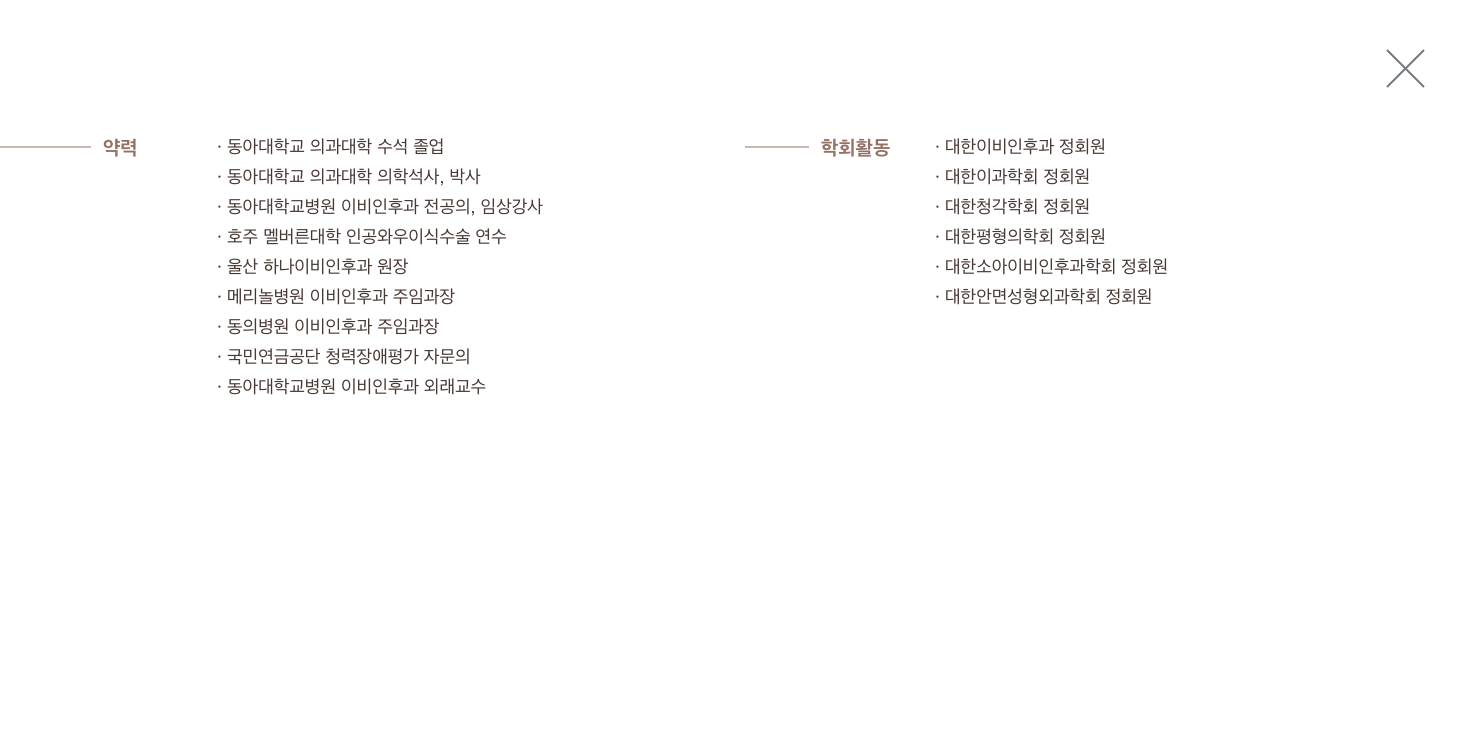 약력
· 동아대학교 의과대학 수석 졸업
· 동아대학교 의과대학 의학석사, 박사
· 동아대학교병원 이비인후과 전공의, 임상강사
· 호주 멜버른대학 인공와우이식수술 연수
· 울산 하나이비인후과 원장
· 메리놀병원 이비인후과 주임과장
· 동의병원 이비인후과 주임과장
· 국민연금공단 청력장애평가 자문의
· 동아대학교병원 이비인후과 외래교수
학회활동
· 대한이비인후과 정회원
· 대한이과학회 정회원
· 대한청각학회 정회원
· 대한평형의학회 정회원
· 대한소아이비인후과학회 정회원
· 대한안면성형외과학회 정회원